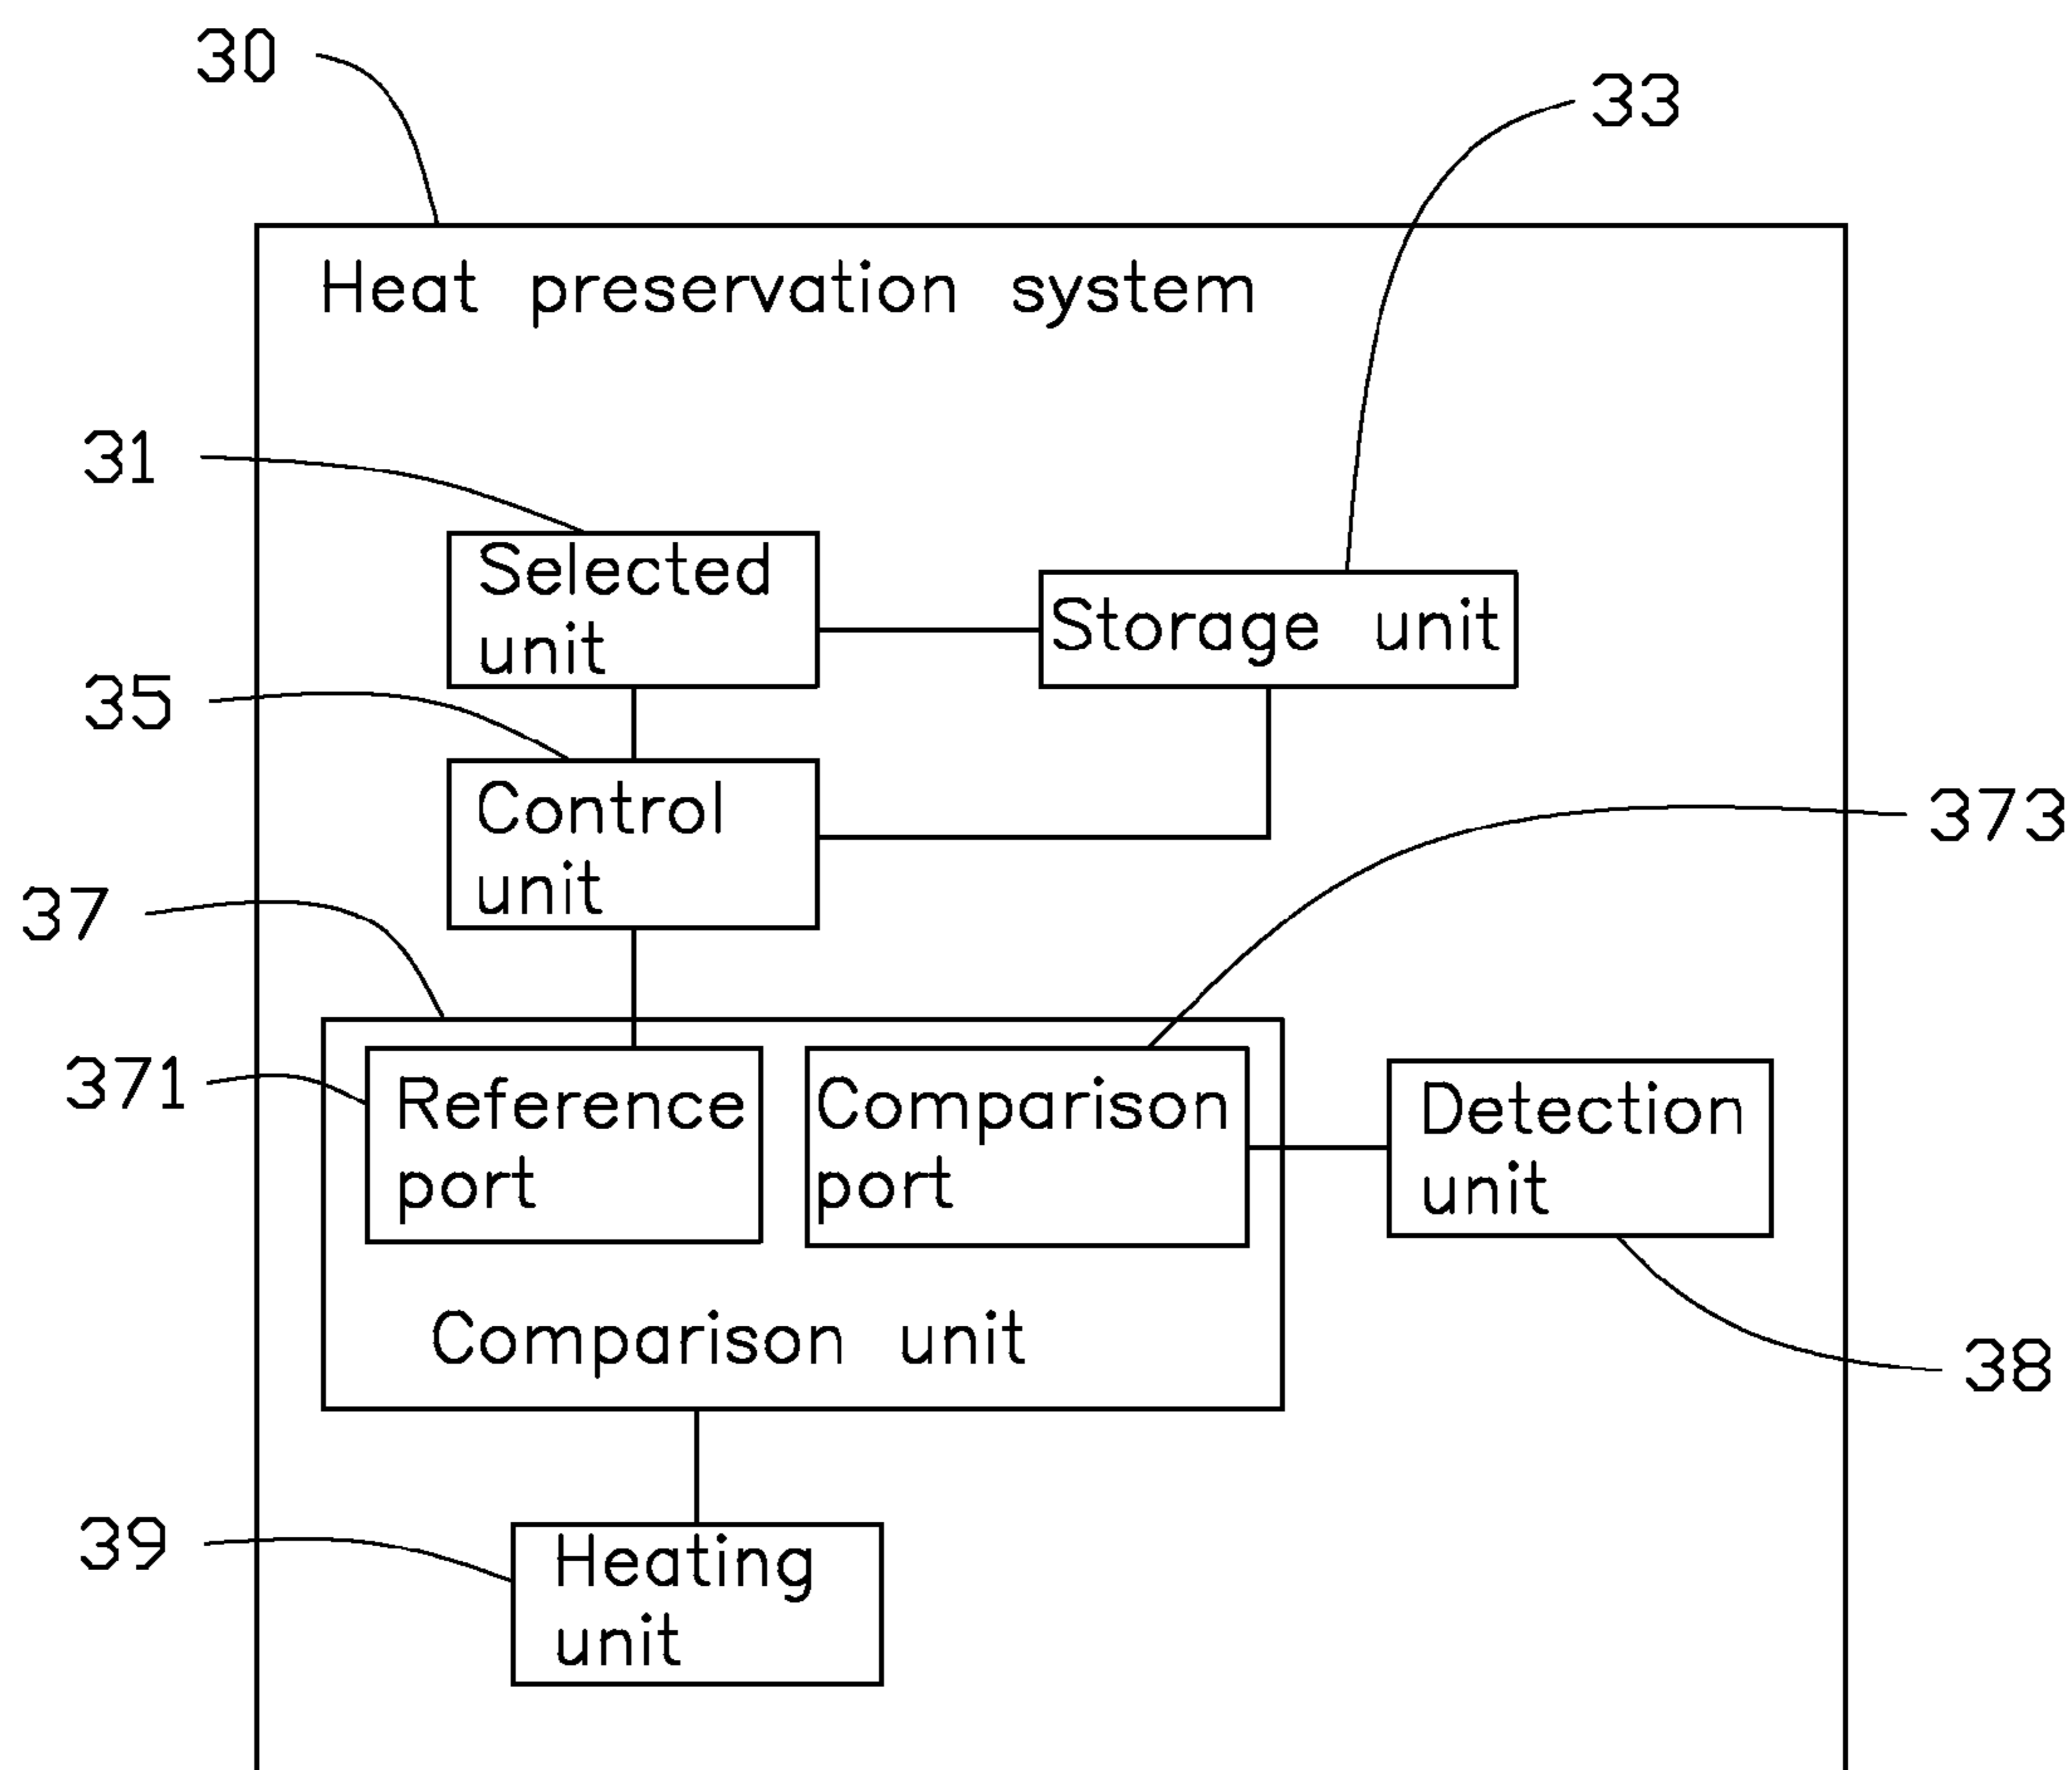 30
33
Heat preservation system
31
Selected
unit
Storage unit
35
Control
unit
373
37
371
Reference
port
Comparison
port
Detection
unit
Comparison unit
38
39
Heating
unit